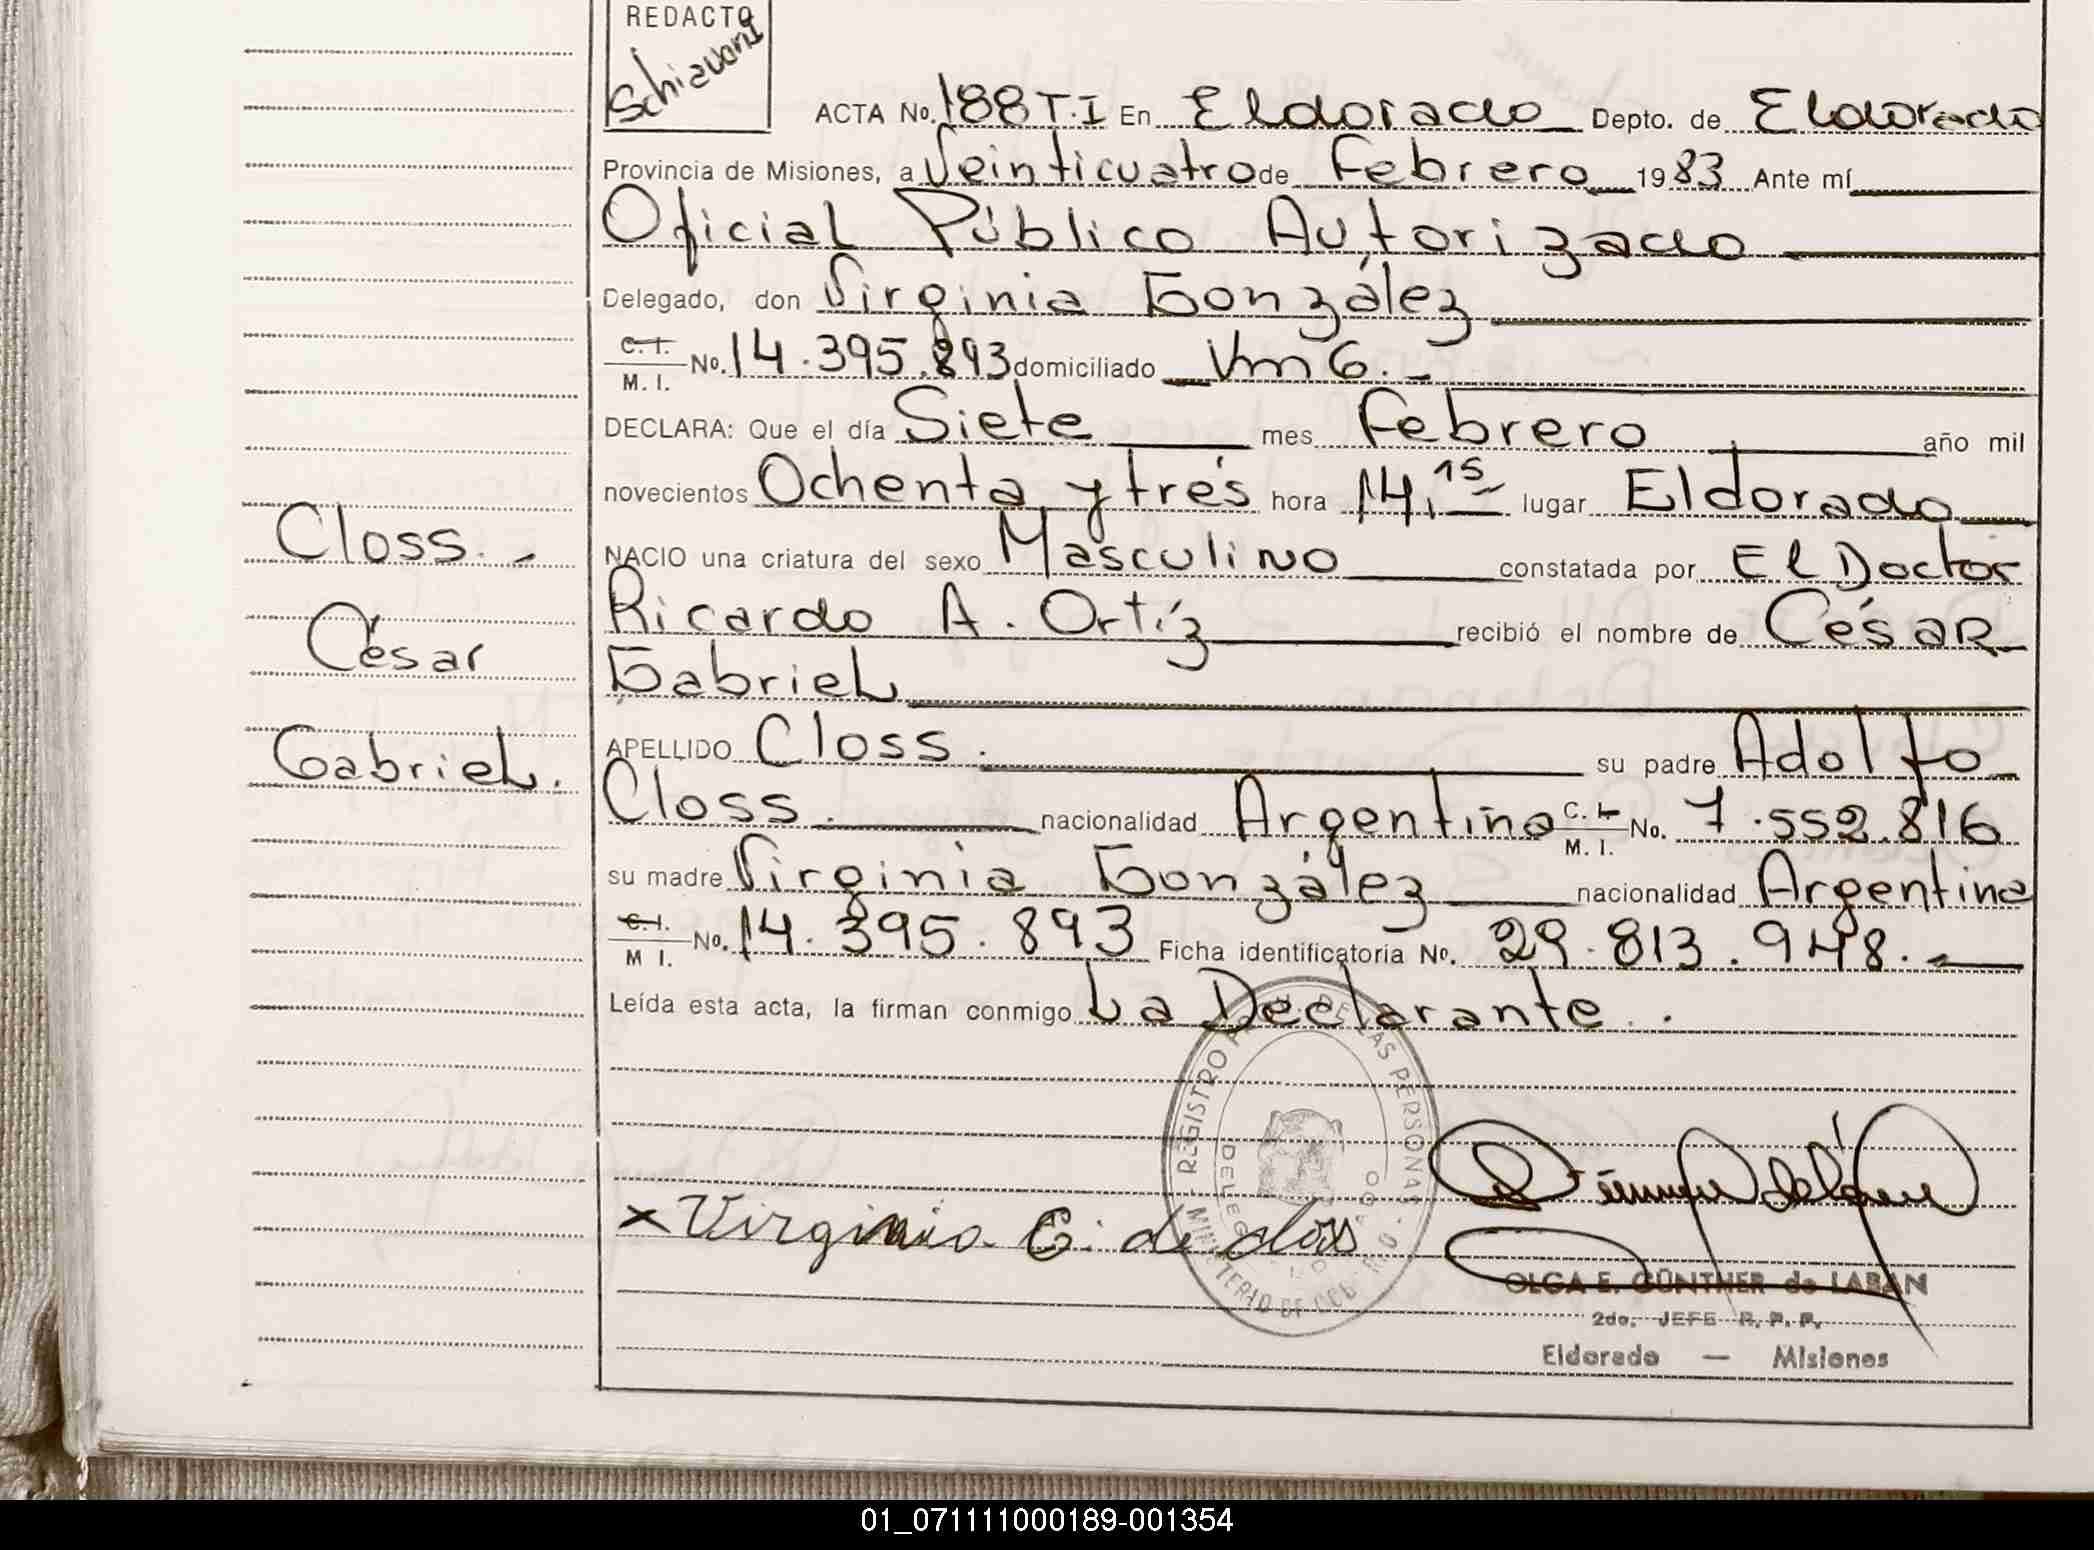 REDACTO
Schiavoni
ACTA No. 188 T.I En Eldorado Depto. de Eldorado
Provincia de Misiones, a Veinticuatro de Febrero 1983 Ante mí
Oficial Público Autorizado
Delegado, don Virginia González
C.I. M. I. No. 14.395.893 domiciliado Km 6.
DECLARA: Que el día Siete mes Febrero año mil
novecientos Ochenta y trés hora 14,15 lugar Eldorado
NACIO una criatura del sexo Masculino constatada por El Doctor
Ricardo A. Ortíz recibió el nombre de César
Gabriel
APELLIDO Closs. su padre Adolfo
Closs. nacionalidad Argentino C. I. M. I. No. 7.552.816
su madre Virginia González nacionalidad Argentina
C.I. M I. No. 14.395.893 Ficha identificatoria No. 29.813.948.
Leída esta acta, la firman conmigo La Declarante.
Closs.
César
Gabriel.
REGISTRO DE LAS PERSONAS
MINISTERIO DE GOB.
x Virginia G. de Closs
OLGA E. GÜNTHER de LABAN
2do. JEFE R. P. P.
Eldorado — Misiones
01_071111000189-001354